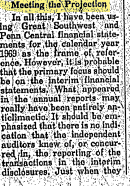 Meeting the Projection
In all this, I have been us-
ing Great Southwest and
Penn Central financial state-
ments for the calendar year
1969 as the frame of refer-
ence. However, it is probable
that the primary focus should
be on the interim financial
statements. What appeared
in the annual reports may
really have been entirely an-
ticlimactic. It should be em-
phasized that there is no indi-
cation that the independent
auditors knew of, or concur-
red in, the reporting of the
transactions in the interim
disclosures. Just when they